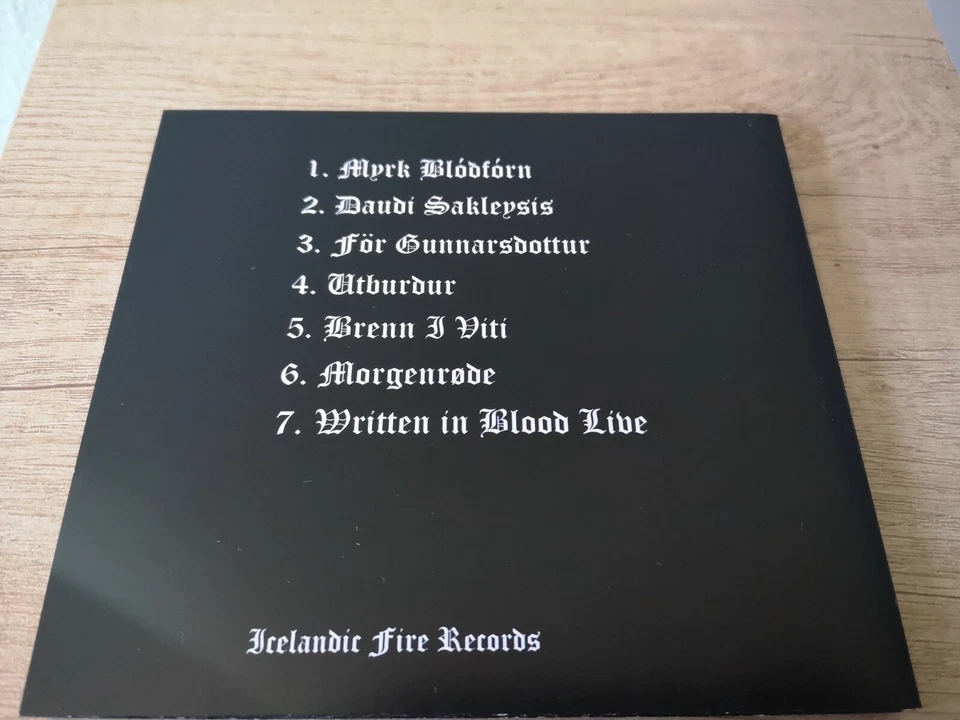 1. Myrk Blódfórn
2. Daudi Sakleysis
3. För Gunnarsdottur
4. Utburdur
5. Brenn I Viti
6. Morgenrøde
7. Written in Blood Live
Icelandic Fire Records